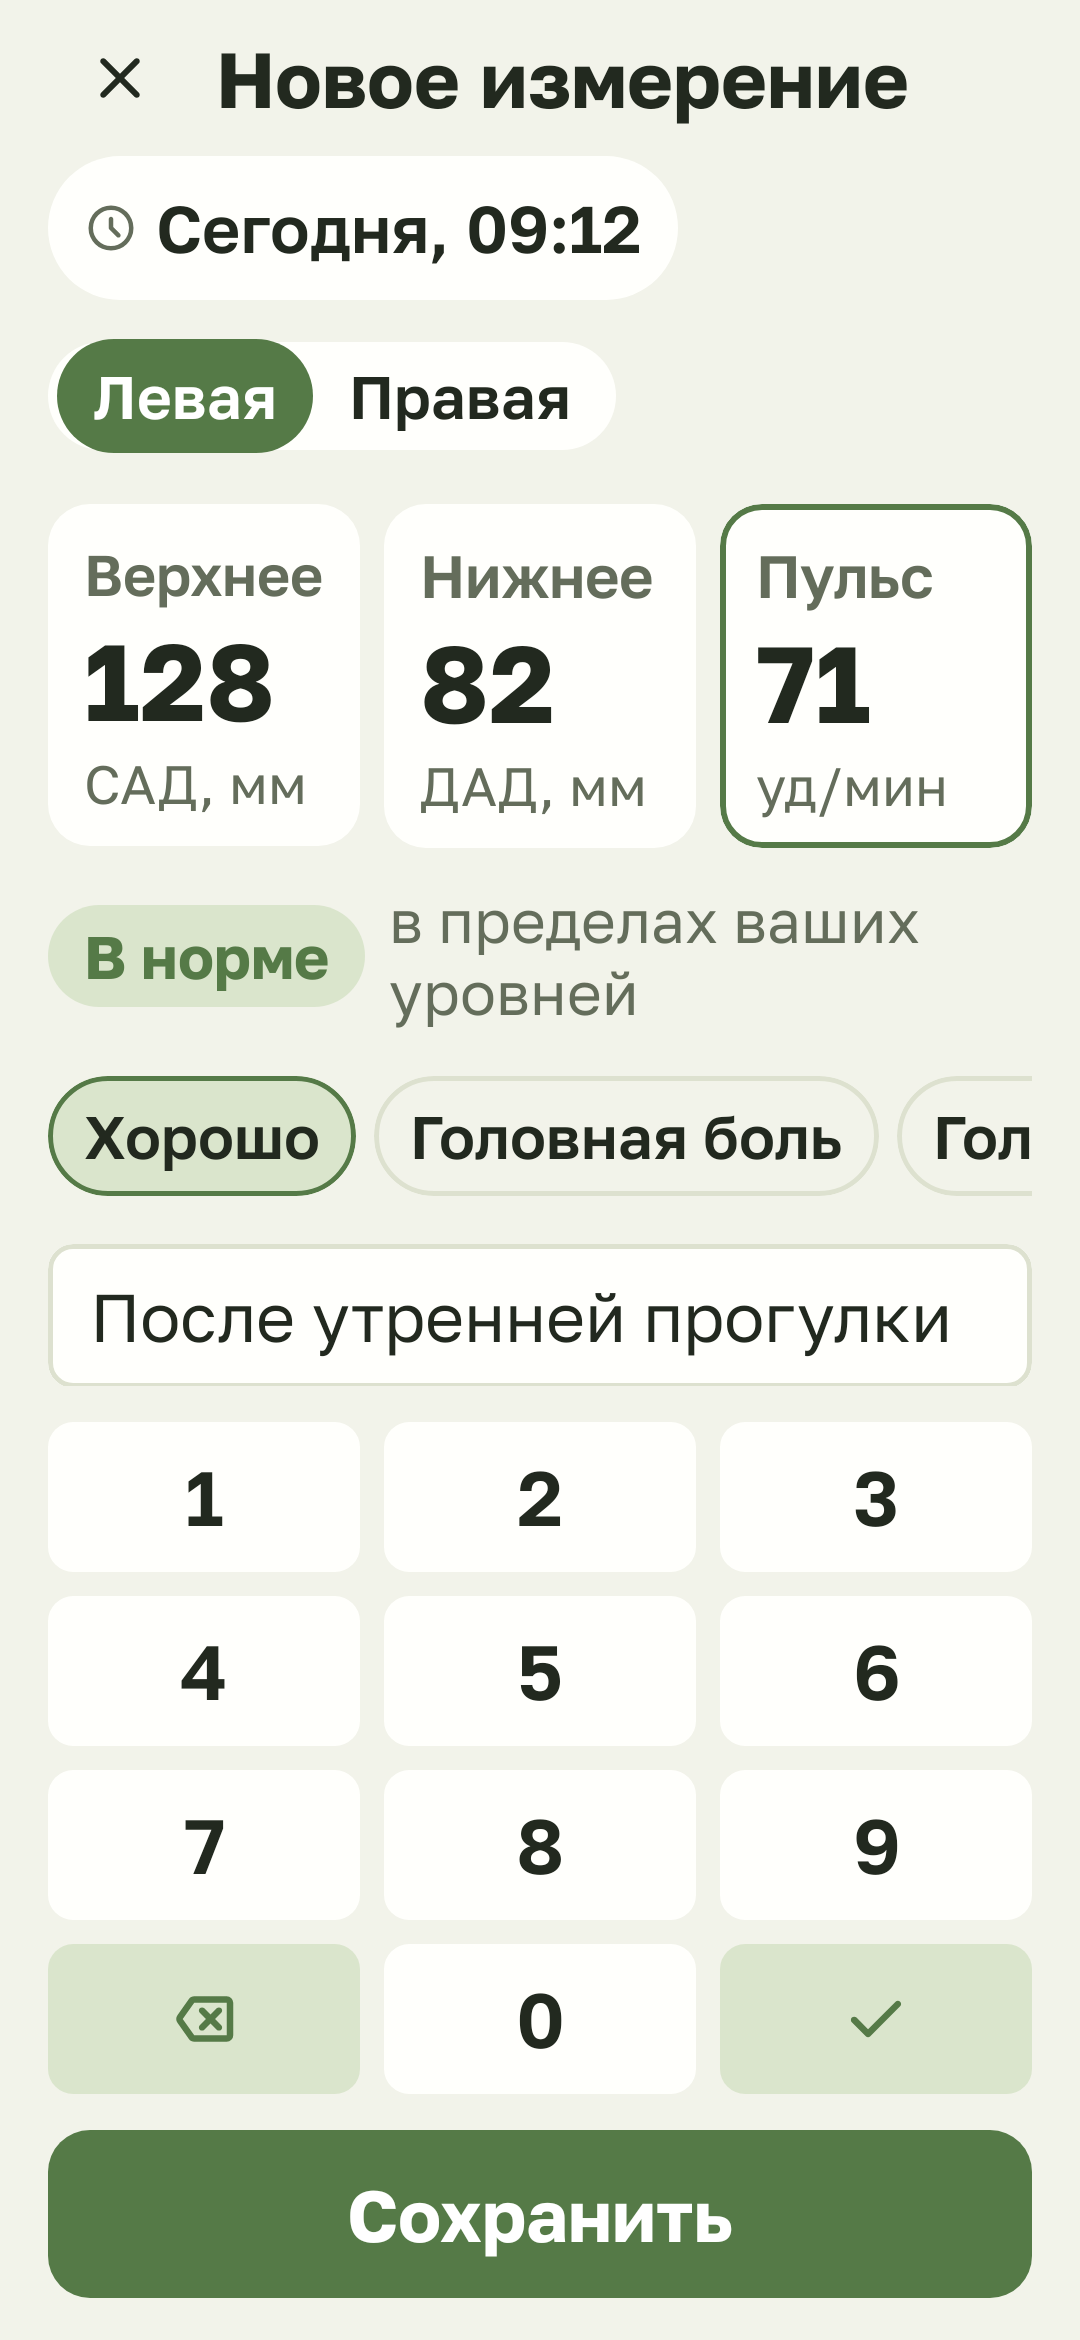 Новое измерение
Сегодня, 09:12
Левая Правая
Верхнее Нижнее Пульс
128 82 71
САД, мм ДАД, мм уд/мин
В норме в пределах ваших
уровней
Хорошо Головная боль Гол
После утренней прогулки
1 2 3
4 5 6
7 8 9
0
Сохранить